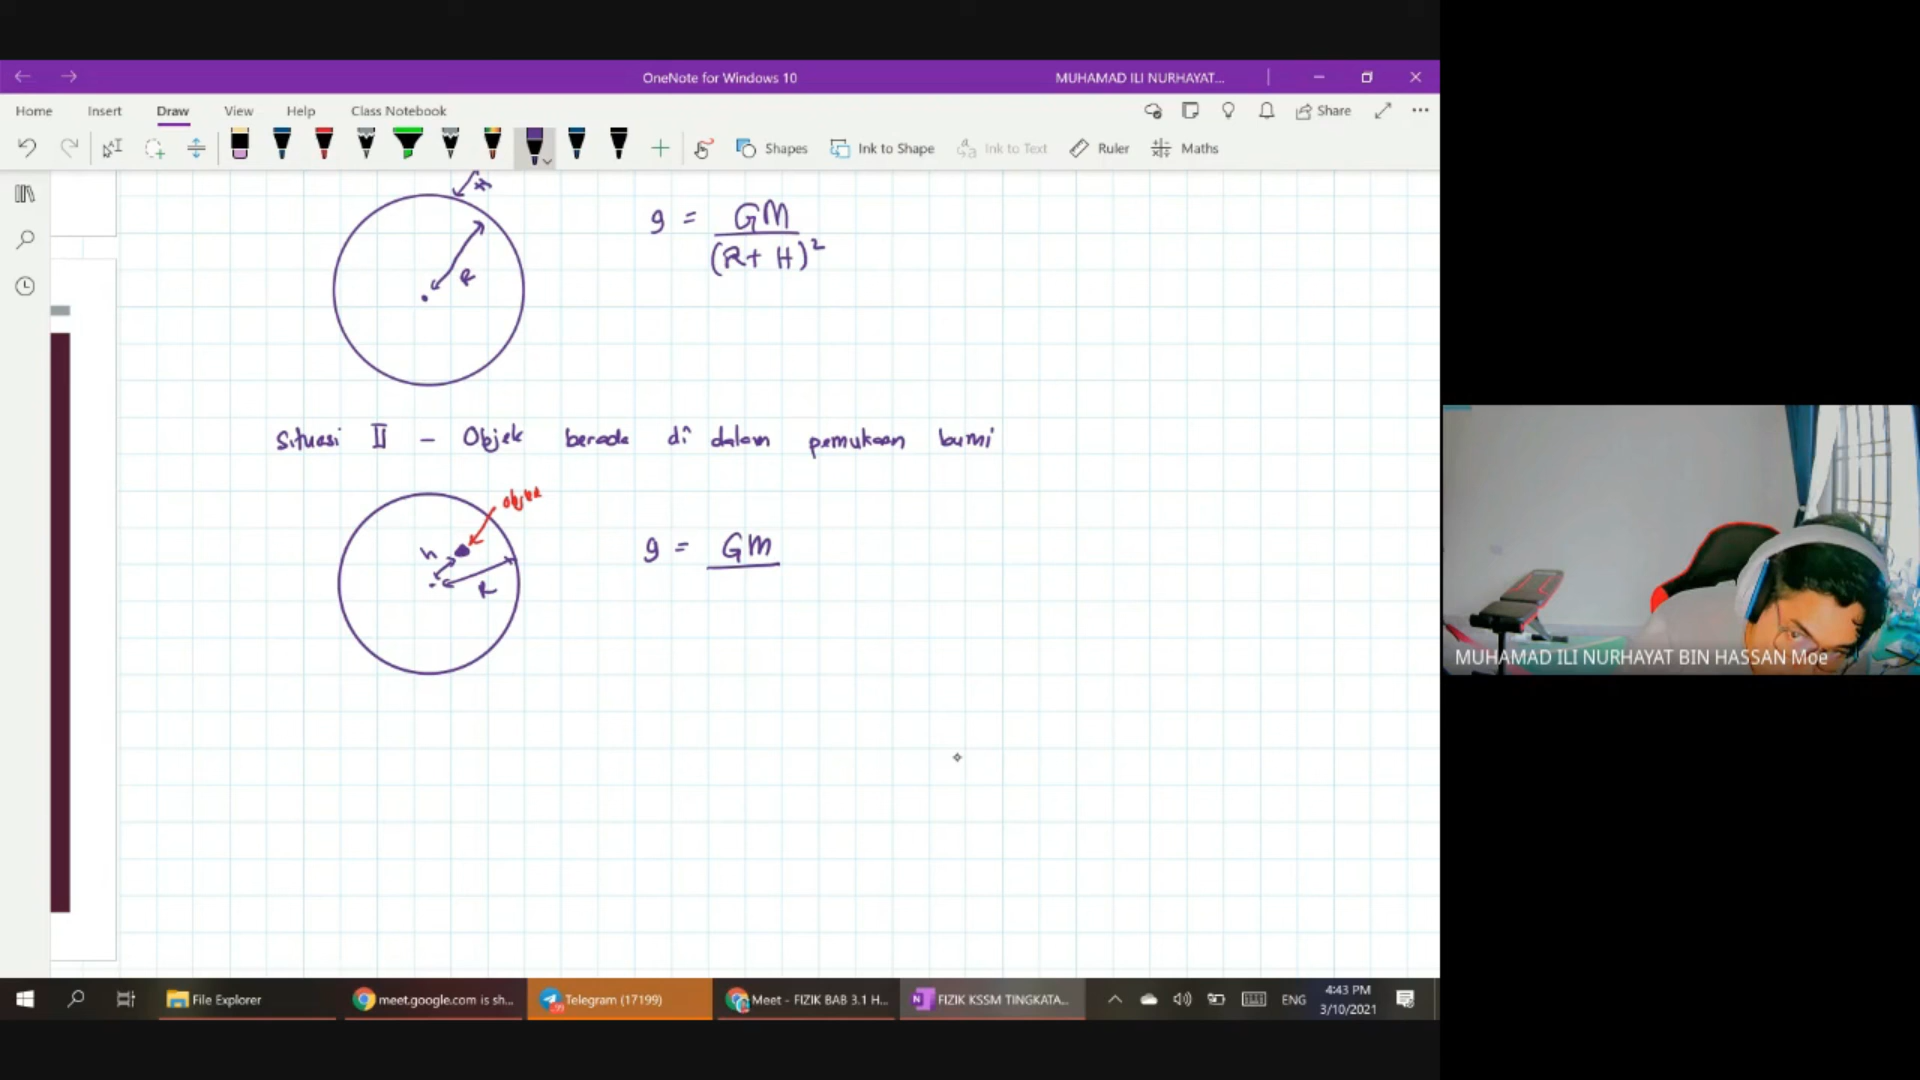 OneNote for Windows 10
MUHAMAD ILI NURHAYAT...
Home Insert Draw View Help Class Notebook
Share
Shapes Ink to Shape Ink to Text Ruler Maths
H
g = GM
(R+ H)²
R
Situasi II - Objek berada di dalam pemukaan bumi
objek
h
g = GM
R
MUHAMAD ILI NURHAYAT BIN HASSAN Moe
File Explorer
meet.google.com is sh...
Telegram (17199)
Meet - FIZIK BAB 3.1 H...
FIZIK KSSM TINGKATA...
ENG
4:43 PM
3/10/2021